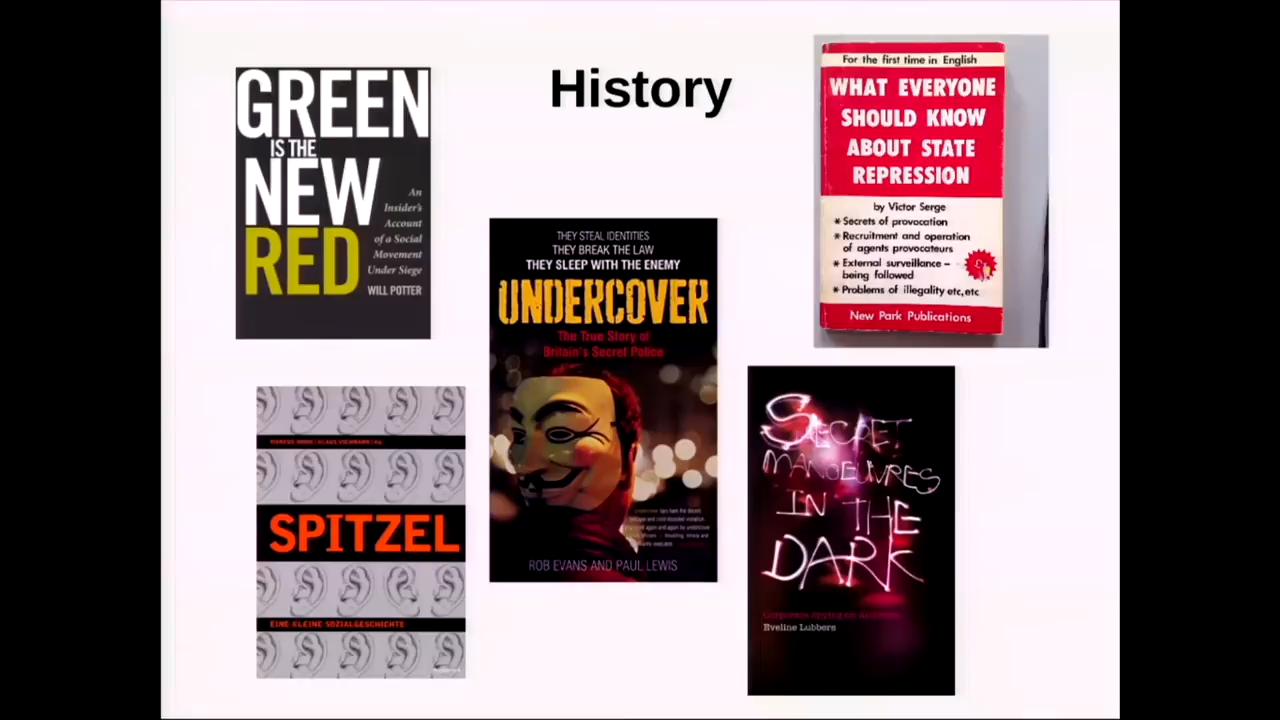 History
GREEN
IS THE
NEW
RED
An
Insider's
Account
of a Social
Movement
Under Siege
WILL POTTER
For the first time in English
WHAT EVERYONE
SHOULD KNOW
ABOUT STATE
REPRESSION
by Victor Serge
* Secrets of provocation
* Recruitment and operation
of agents provocateurs
* External surveillance –
being followed
* Problems of illegality etc, etc
New Park Publications
THEY STEAL IDENTITIES
THEY BREAK THE LAW
THEY SLEEP WITH THE ENEMY
UNDERCOVER
The True Story of
Britain's Secret Police
ROB EVANS AND PAUL LEWIS
SPITZEL
EINE KLEINE SOZIALGESCHICHTE
SECRET
MANOEUVRES
IN THE
DARK
Corporate Spying on Activists
Eveline Lubbers